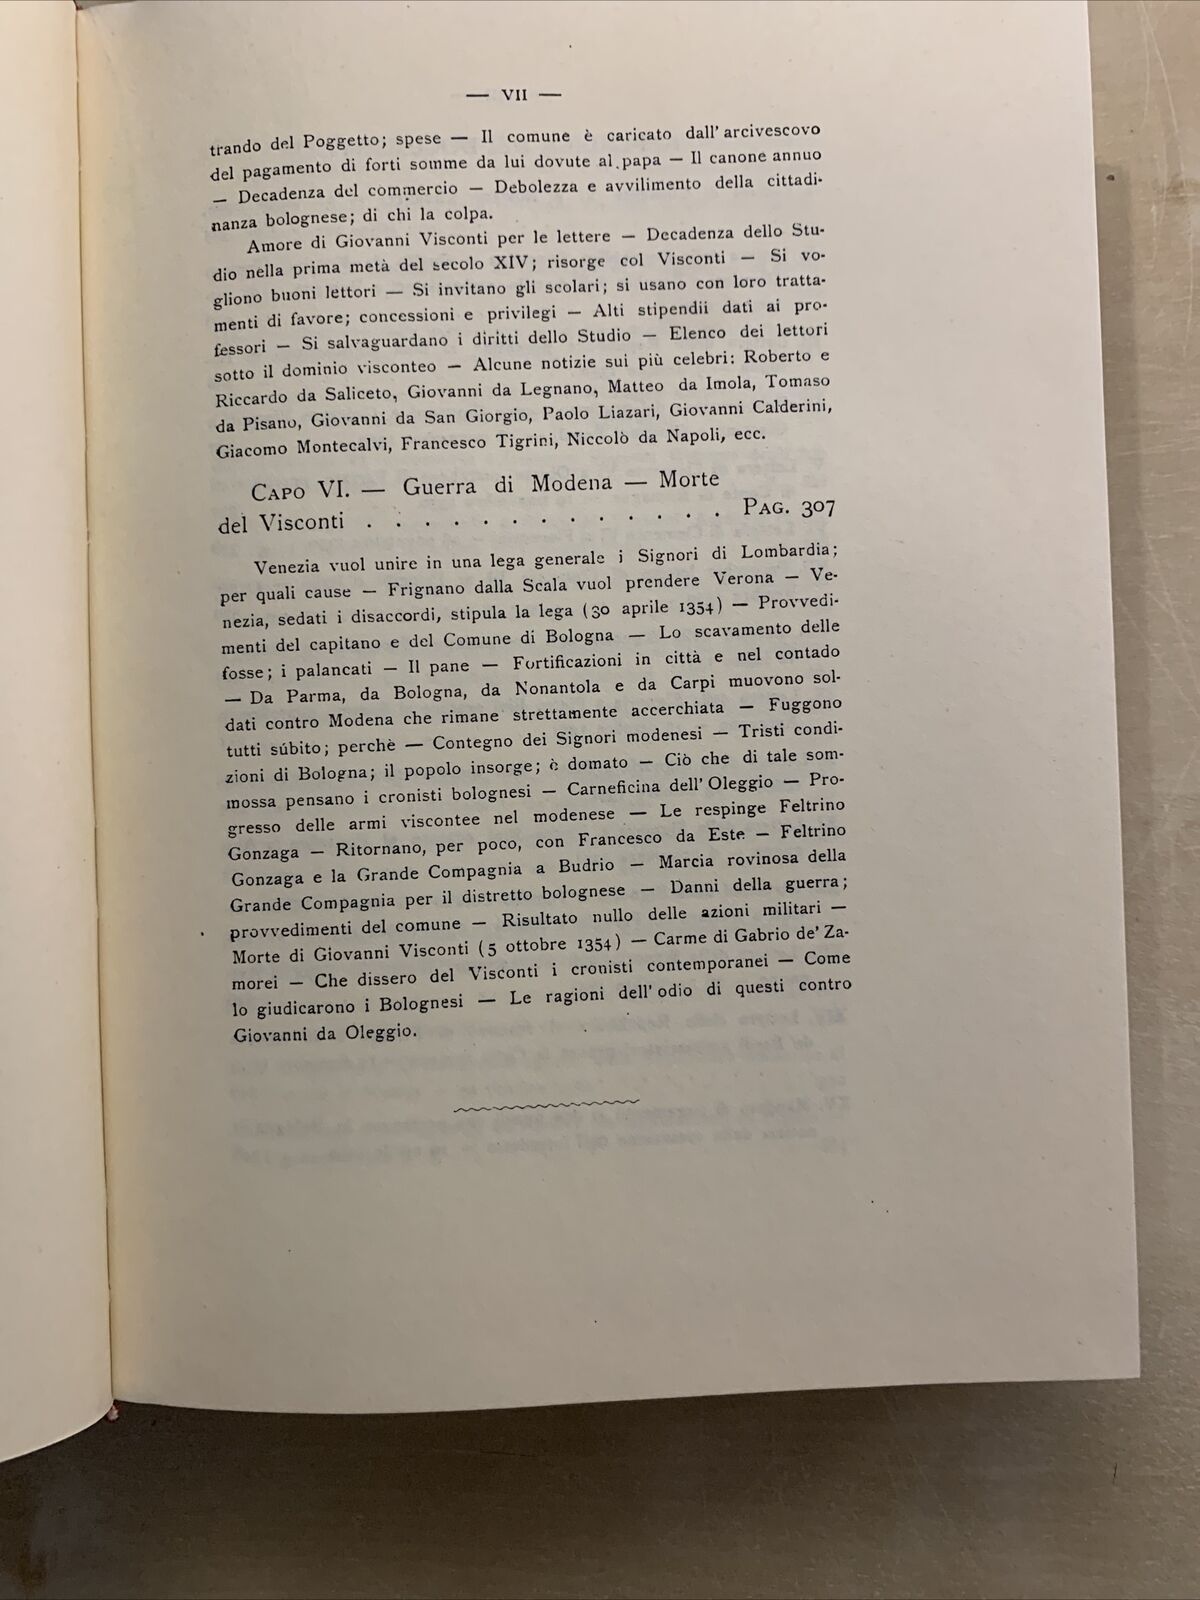 — VII —
trando del Poggetto; spese — Il comune è caricato dall'arcivescovo
del pagamento di forti somme da lui dovute al papa — Il canone annuo
— Decadenza del commercio — Debolezza e avvilimento della cittadi-
nanza bolognese; di chi la colpa.
Amore di Giovanni Visconti per le lettere — Decadenza dello Stu-
dio nella prima metà del secolo XIV; risorge col Visconti — Si vo-
gliono buoni lettori — Si invitano gli scolari; si usano con loro tratta-
menti di favore; concessioni e privilegi — Alti stipendii dati ai pro-
fessori — Si salvaguardano i diritti dello Studio — Elenco dei lettori
sotto il dominio visconteo — Alcune notizie sui più celebri: Roberto e
Riccardo da Saliceto, Giovanni da Legnano, Matteo da Imola, Tomaso
da Pisano, Giovanni da San Giorgio, Paolo Liazari, Giovanni Calderini,
Giacomo Montecalvi, Francesco Tigrini, Niccolò da Napoli, ecc.
CAPO VI. — Guerra di Modena — Morte
del Visconti . . . . . . . . . . . . . PAG. 307
Venezia vuol unire in una lega generale i Signori di Lombardia;
per quali cause — Frignano dalla Scala vuol prendere Verona — Ve-
nezia, sedati i disaccordi, stipula la lega (30 aprile 1354) — Provvedi-
menti del capitano e del Comune di Bologna — Lo scavamento delle
fosse; i palancati — Il pane — Fortificazioni in città e nel contado
— Da Parma, da Bologna, da Nonantola e da Carpi muovono sol-
dati contro Modena che rimane strettamente accerchiata — Fuggono
tutti súbito; perchè — Contegno dei Signori modenesi — Tristi condi-
zioni di Bologna; il popolo insorge; è domato — Ciò che di tale som-
mossa pensano i cronisti bolognesi — Carneficina dell'Oleggio — Pro-
gresso delle armi viscontee nel modenese — Le respinge Feltrino
Gonzaga — Ritornano, per poco, con Francesco da Este — Feltrino
Gonzaga e la Grande Compagnia a Budrio — Marcia rovinosa della
Grande Compagnia per il distretto bolognese — Danni della guerra;
provvedimenti del comune — Risultato nullo delle azioni militari —
Morte di Giovanni Visconti (5 ottobre 1354) — Carme di Gabrio de' Za-
morei — Che dissero del Visconti i cronisti contemporanei — Come
lo giudicarono i Bolognesi — Le ragioni dell'odio di questi contro
Giovanni da Oleggio.